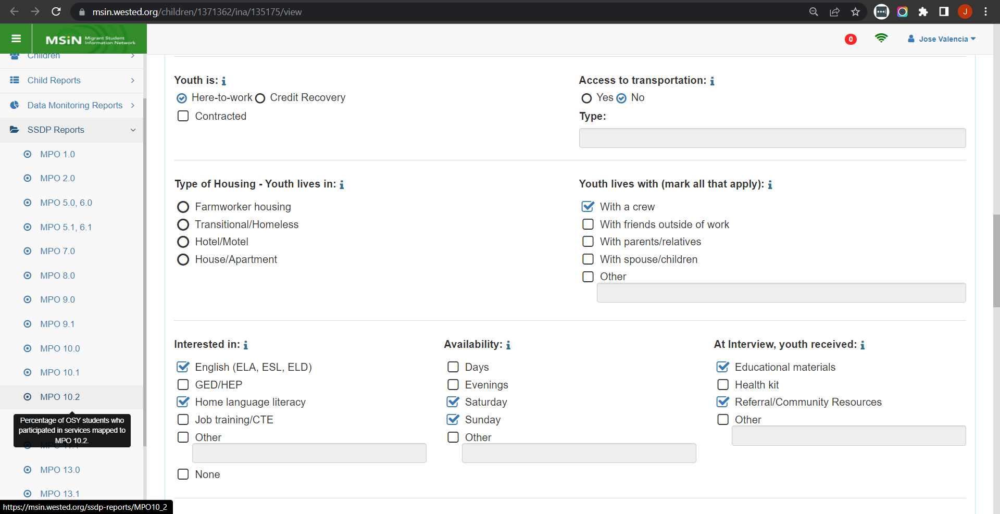 msin.wested.org/children/1371362/ina/135175/view
J
MSiN Migrant Student
Information Network
0
Jose Valencia
Children
Child Reports
Data Monitoring Reports
SSDP Reports
MPO 1.0
MPO 2.0
MPO 5.0, 6.0
MPO 5.1, 6.1
MPO 7.0
MPO 8.0
MPO 9.0
MPO 9.1
MPO 10.0
MPO 10.1
MPO 10.2
Percentage of OSY students who
participated in services mapped to
MPO 10.2.
MPO 13.0
MPO 13.1
https://msin.wested.org/ssdp-reports/MPO10_2
Youth is:
Here-to-work Credit Recovery
Contracted
Access to transportation:
Yes No
Type:
Type of Housing - Youth lives in:
Farmworker housing
Transitional/Homeless
Hotel/Motel
House/Apartment
Youth lives with (mark all that apply):
With a crew
With friends outside of work
With parents/relatives
With spouse/children
Other
Interested in:
English (ELA, ESL, ELD)
GED/HEP
Home language literacy
Job training/CTE
Other
None
Availability:
Days
Evenings
Saturday
Sunday
Other
At Interview, youth received:
Educational materials
Health kit
Referral/Community Resources
Other